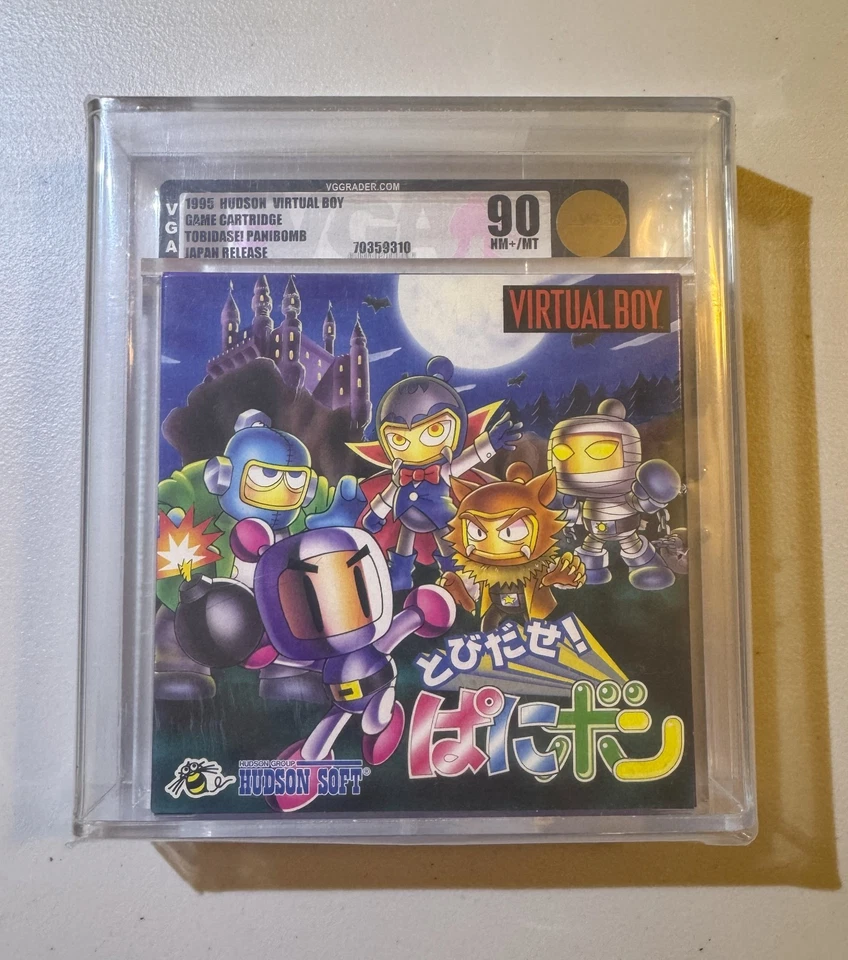 VGGRADER.COM
VGA
1995 HUDSON VIRTUAL BOY
GAME CARTRIDGE
TOBIDASE! PANIBOMB
JAPAN RELEASE
70359310
90
NM+/MT
VIRTUAL BOY
とびだせ!
ぱにボン
HUDSON GROUP
HUDSON SOFT®